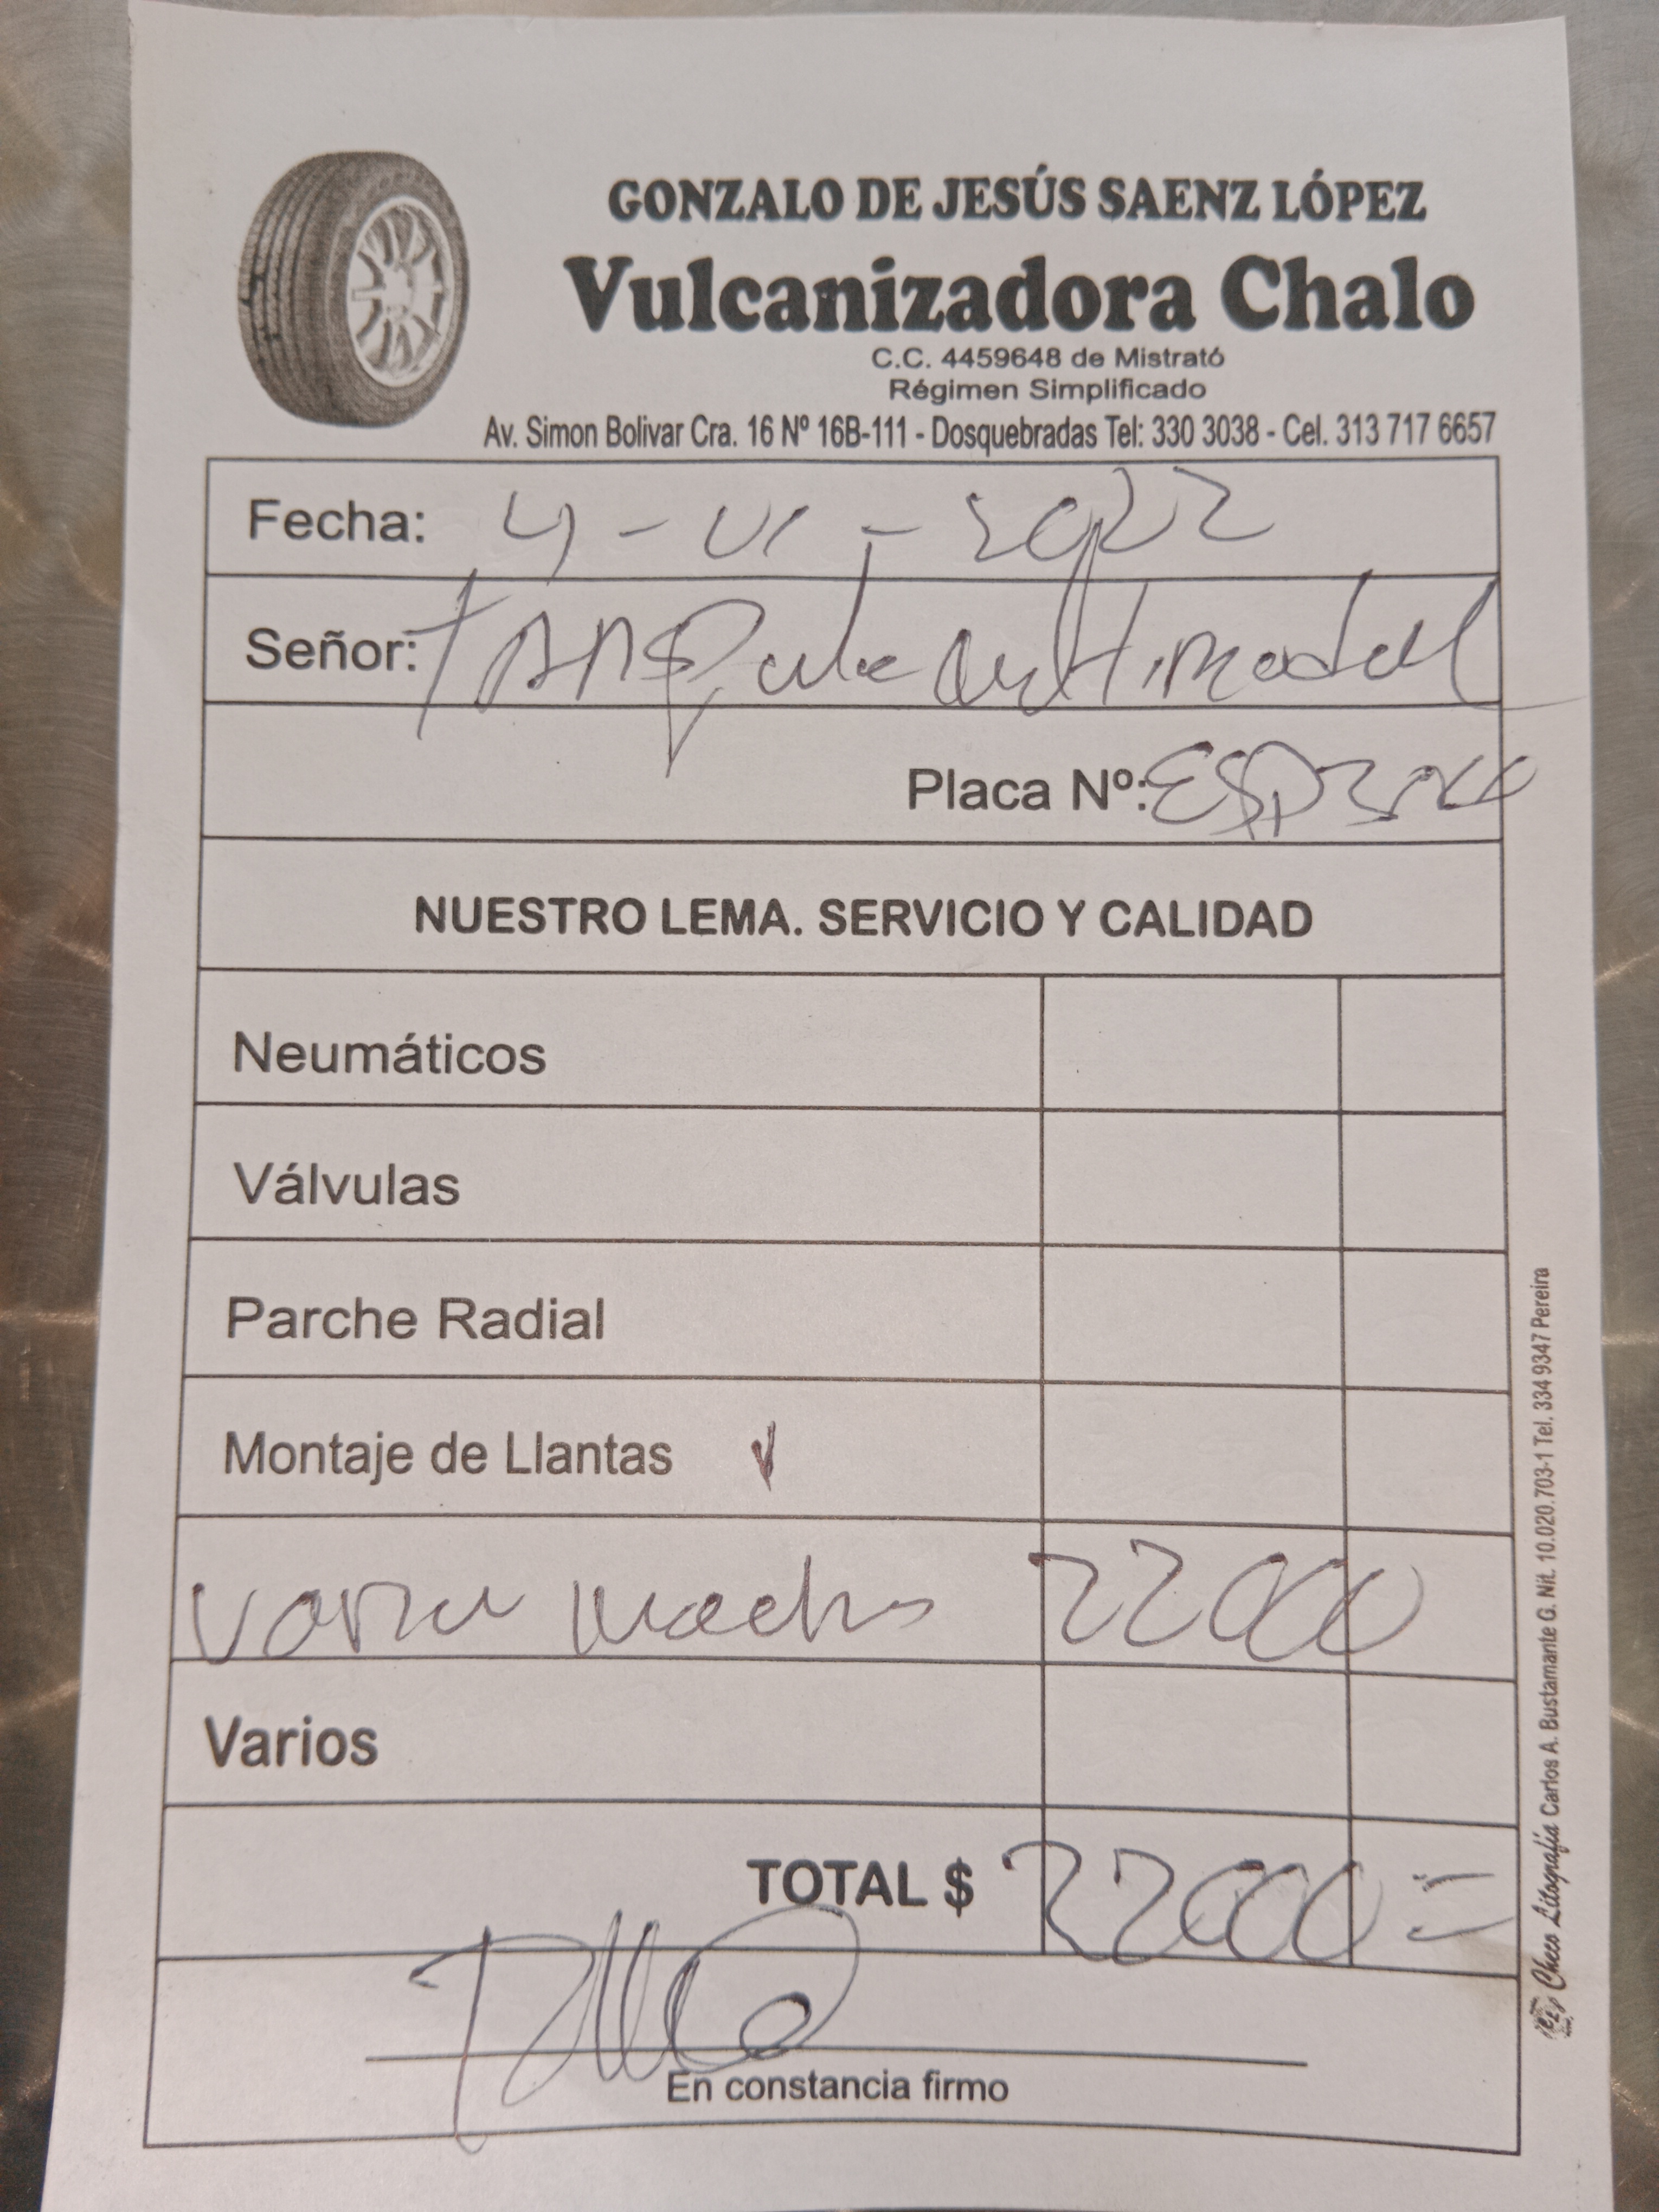 GONZALO DE JESÚS SAENZ LÓPEZ
Vulcanizadora Chalo
C.C. 4459648 de Mistrató
Régimen Simplificado
Av. Simon Bolivar Cra. 16 Nº 16B-111 - Dosquebradas Tel: 330 3038 - Cel. 313 717 6657
Fecha: 4 - 01 - 2022
Señor:
Placa Nº:
NUESTRO LEMA. SERVICIO Y CALIDAD
Neumáticos
Válvulas
Parche Radial
Montaje de Llantas
22000
Varios
TOTAL $ 22000 =
En constancia firmo
Checo Litografía Carlos A. Bustamante G. Nit. 10.020.703-1 Tel. 334 9347 Pereira